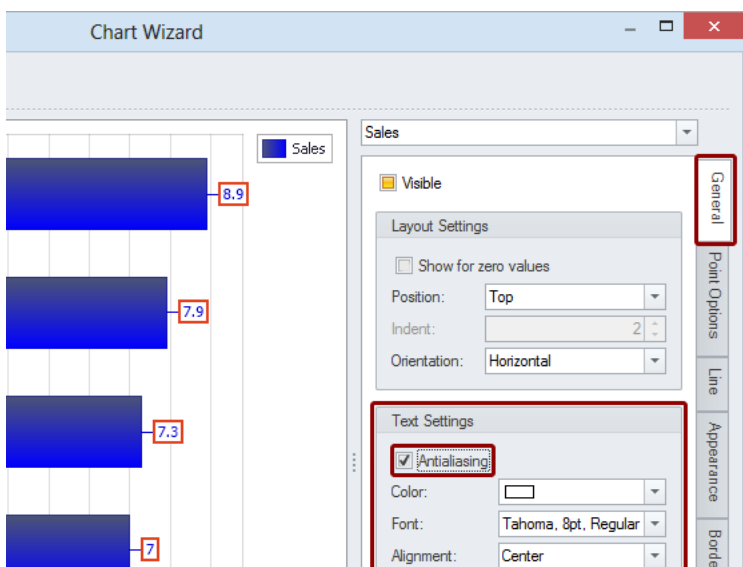 Chart Wizard
Sales
Sales
8.9
7.9
7.3
7
Visible
Layout Settings
Show for zero values
Position: Top
Indent: 2
Orientation: Horizontal
Text Settings
Antialiasing
Color:
Font: Tahoma, 8pt, Regular
Alignment: Center
General
Point Options
Line
Appearance
Borde